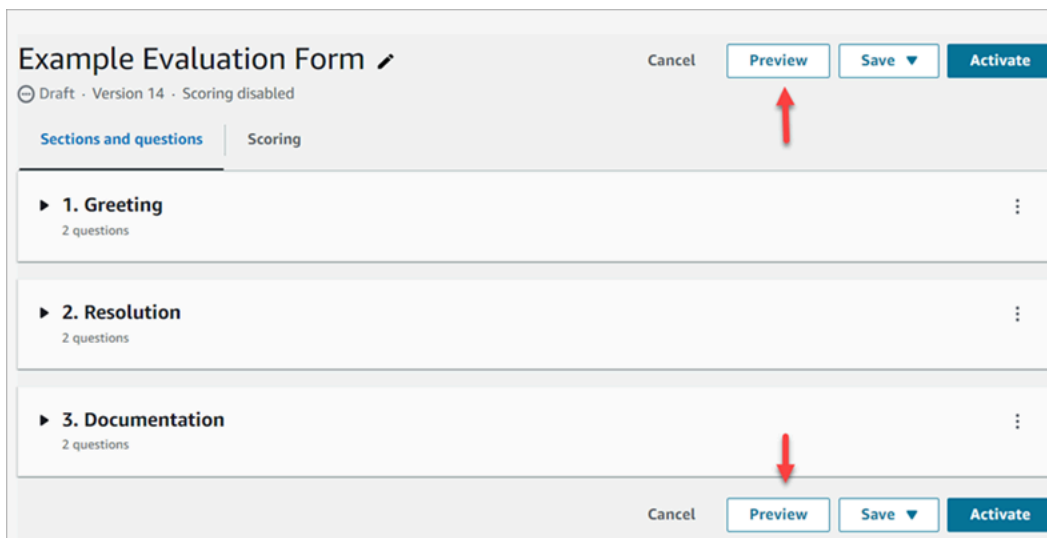 Example Evaluation Form
Cancel Preview Save Activate
Draft · Version 14 · Scoring disabled
Sections and questions Scoring
1. Greeting
2 questions
2. Resolution
2 questions
3. Documentation
2 questions
Cancel Preview Save Activate